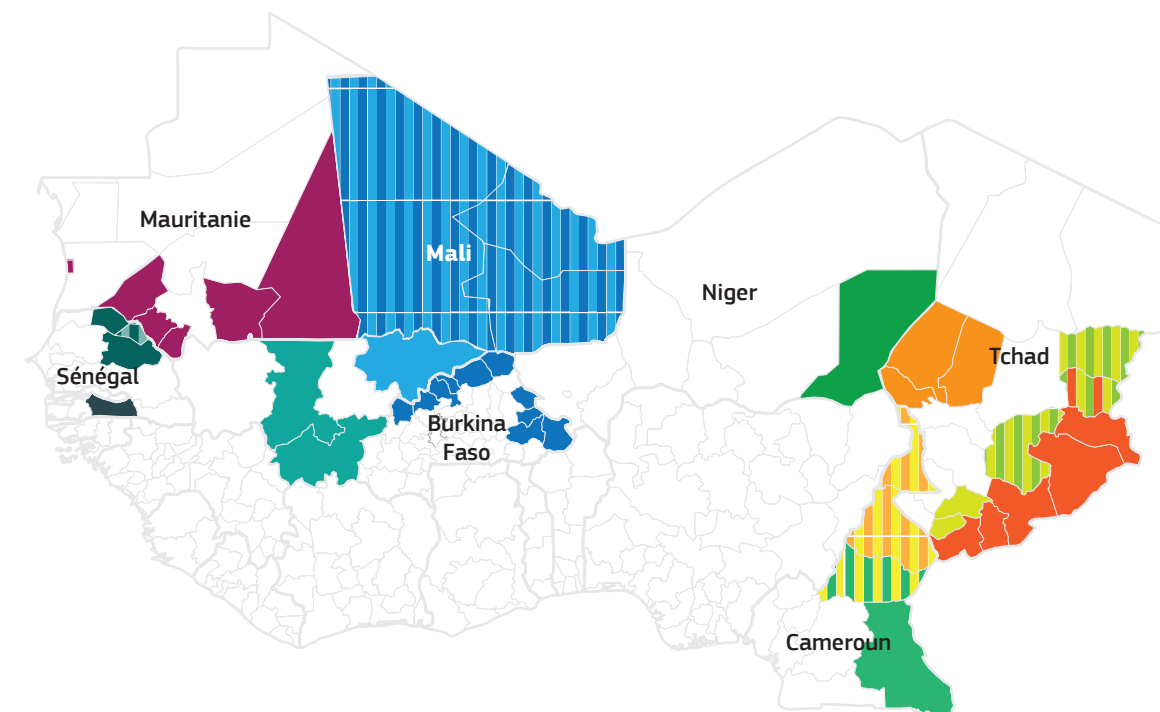 Mauritanie
Mali
Niger
Tchad
Sénégal
Burkina
Faso
Cameroun